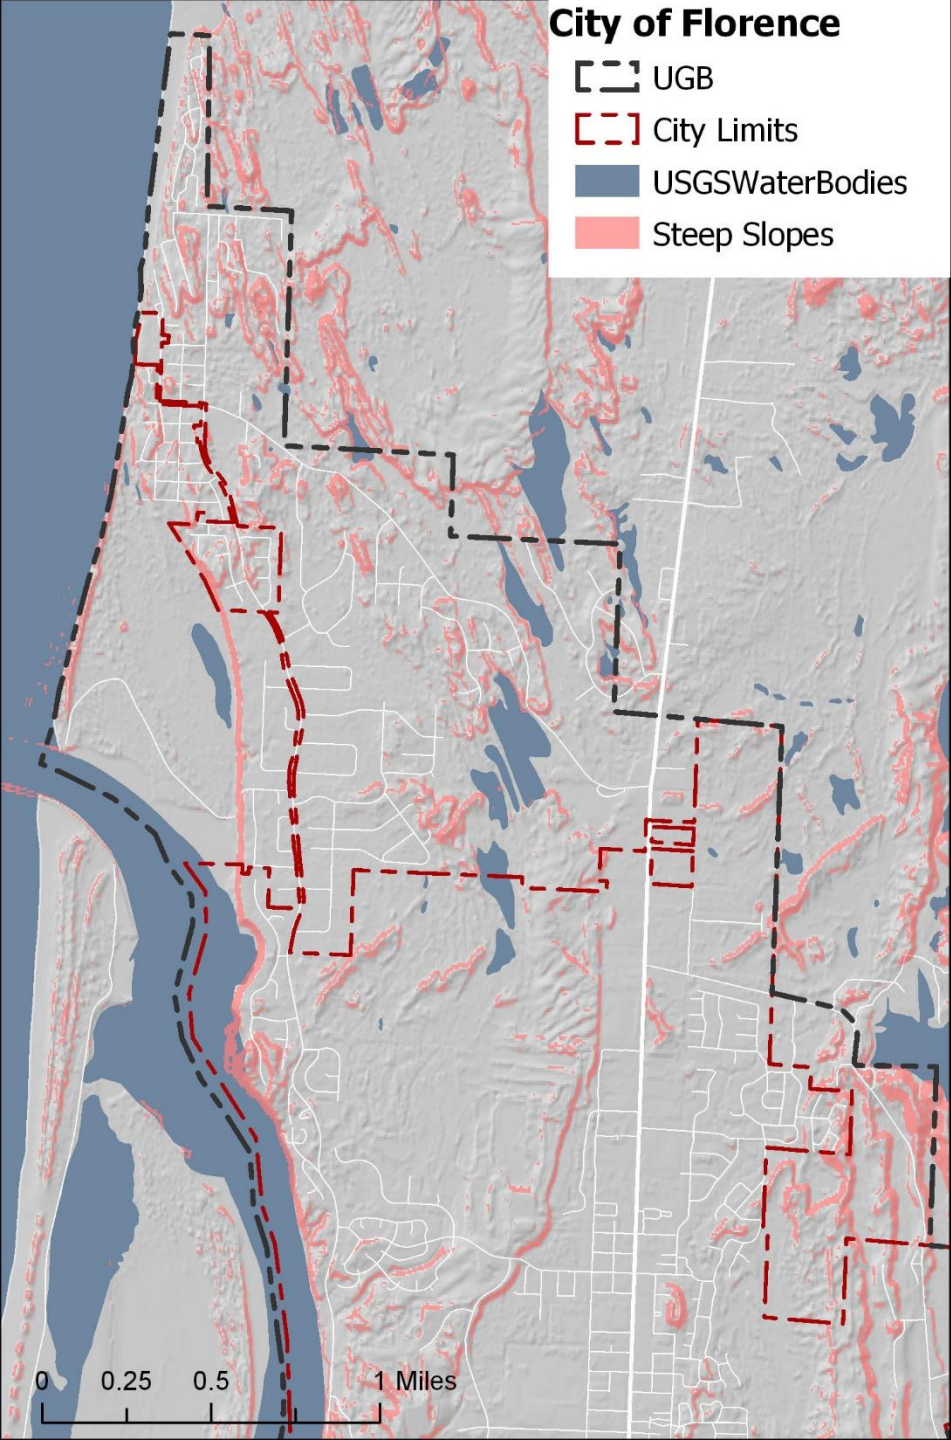 City of Florence
UGB
City Limits
USGSWaterBodies
Steep Slopes
0 0.25 0.5 1 Miles